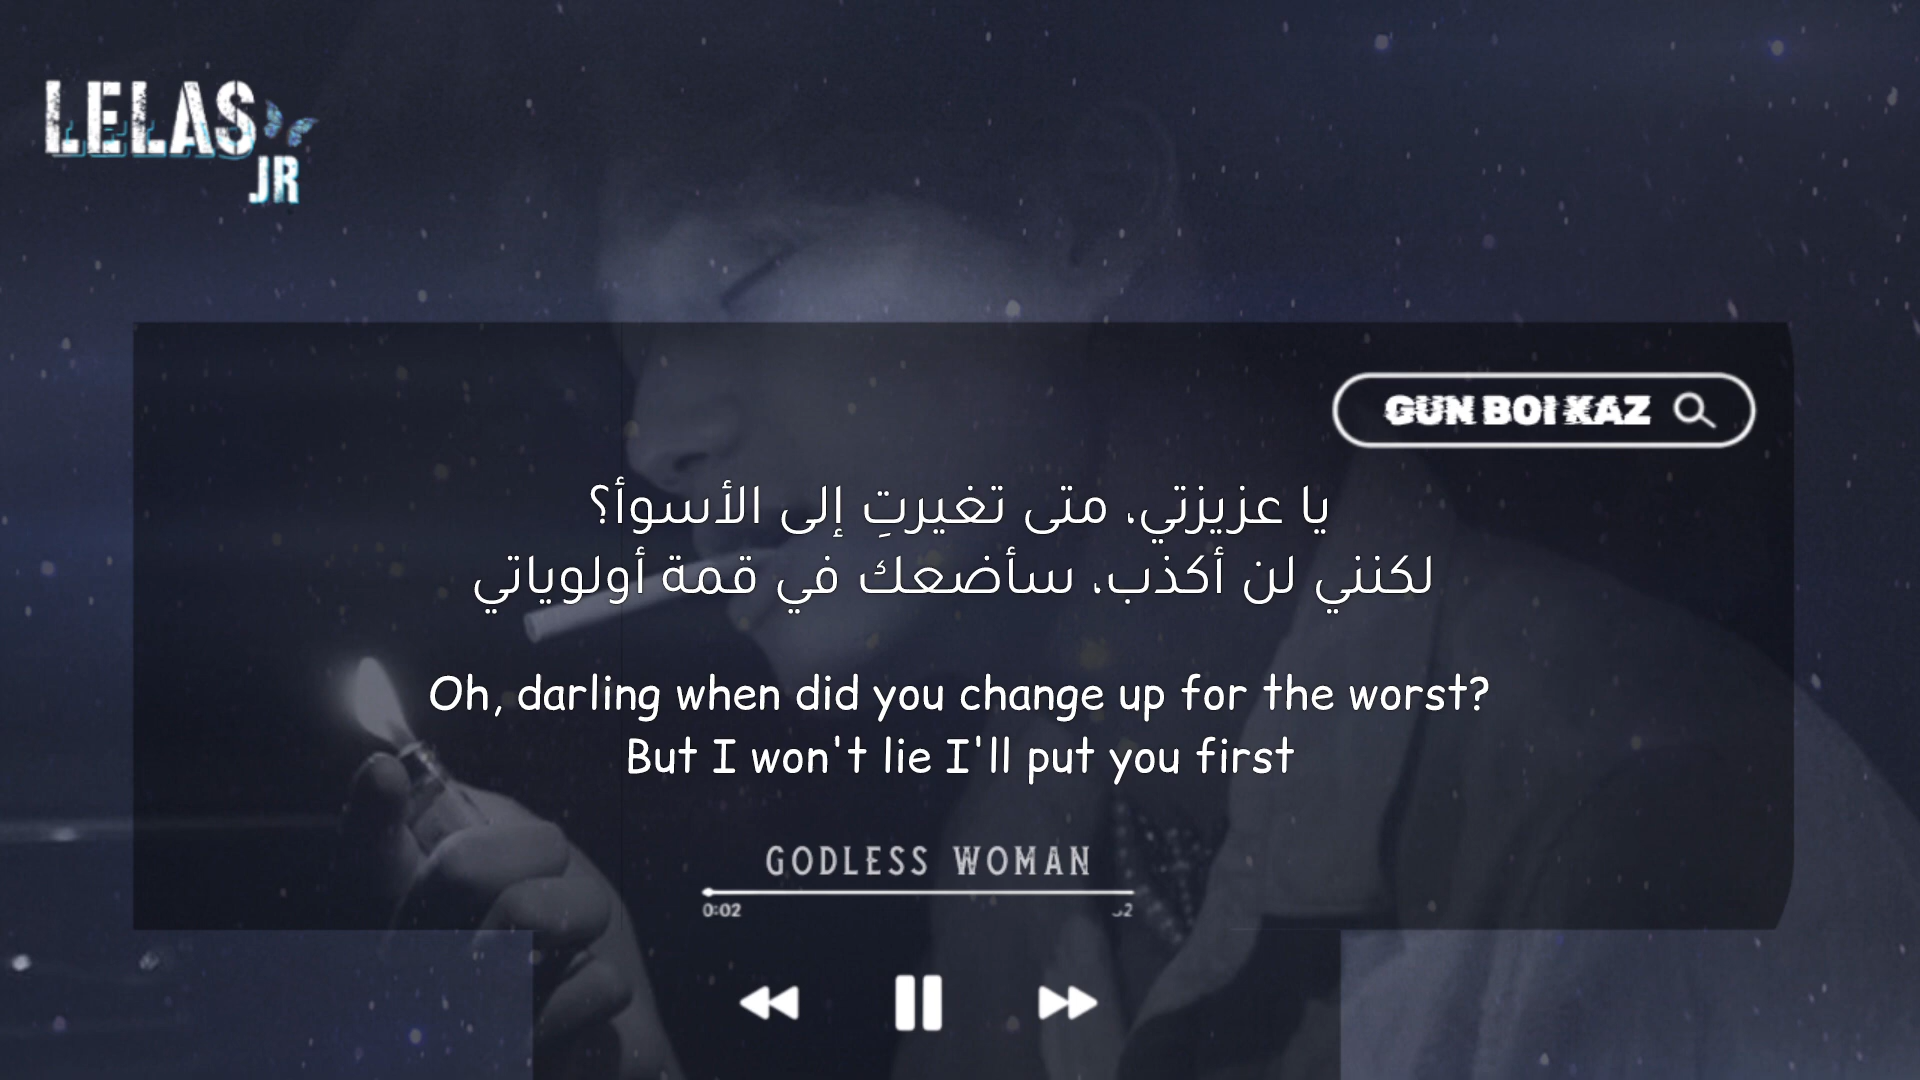 LELAS
JR
GUN BOI KAZ
يا عزيزتي، متى تغيرتِ إلى الأسوأ؟
لكنني لن أكذب، سأضعك في قمة أولوياتي
Oh, darling when did you change up for the worst?
But I won't lie I'll put you first
GODLESS WOMAN
0:02